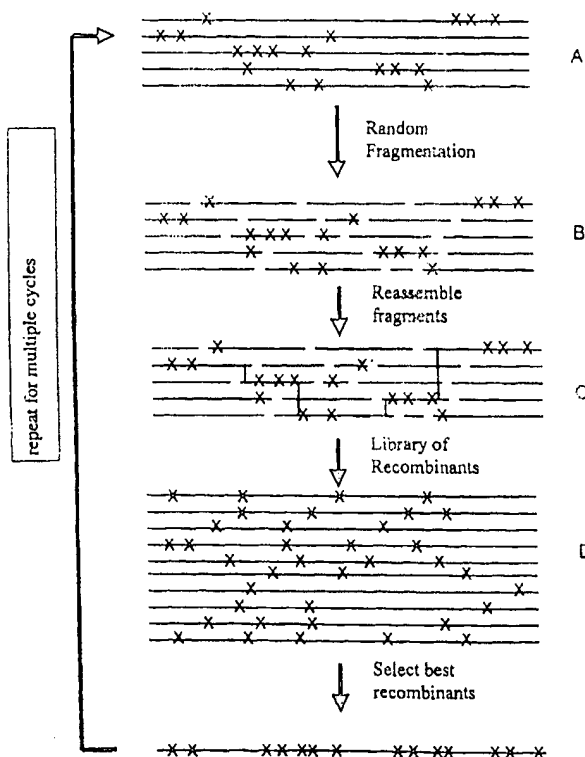 A
Random
Fragmentation
B
Reassemble
fragments
C
Library of
Recombinants
D
Select best
recombinants
repeat for multiple cycles